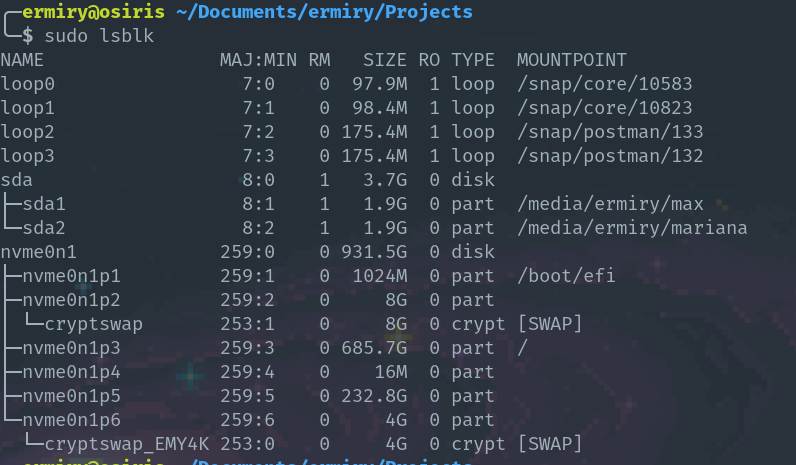 ╭─ermiry@osiris ~/Documents/ermiry/Projects
╰─$ sudo lsblk
NAME                MAJ:MIN RM   SIZE RO TYPE  MOUNTPOINT
loop0                 7:0    0  97.9M  1 loop  /snap/core/10583
loop1                 7:1    0  98.4M  1 loop  /snap/core/10823
loop2                 7:2    0 175.4M  1 loop  /snap/postman/133
loop3                 7:3    0 175.4M  1 loop  /snap/postman/132
sda                   8:0    1   3.7G  0 disk
├─sda1                8:1    1   1.9G  0 part  /media/ermiry/max
└─sda2                8:2    1   1.9G  0 part  /media/ermiry/mariana
nvme0n1             259:0    0 931.5G  0 disk
├─nvme0n1p1         259:1    0  1024M  0 part  /boot/efi
├─nvme0n1p2         259:2    0     8G  0 part
│ └─cryptswap       253:1    0     8G  0 crypt [SWAP]
├─nvme0n1p3         259:3    0 685.7G  0 part  /
├─nvme0n1p4         259:4    0    16M  0 part
├─nvme0n1p5         259:5    0 232.8G  0 part
└─nvme0n1p6         259:6    0     4G  0 part
  └─cryptswap_EMY4K 253:0    0     4G  0 crypt [SWAP]
ermiry@osiris ~/Documents/ermiry/Projects